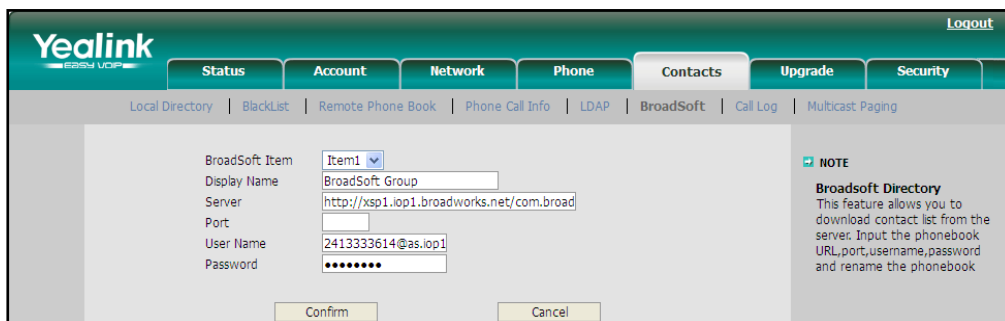 Logout
Yealink
EASY VOIP
Status Account Network Phone Contacts Upgrade Security
Local Directory | BlackList | Remote Phone Book | Phone Call Info | LDAP | BroadSoft | Call Log | Multicast Paging
BroadSoft Item Item1
Display Name BroadSoft Group
Server http://xsp1.iop1.broadworks.net/com.broad
Port
User Name 2413333614@as.iop1
Password ●●●●●●●●
Confirm Cancel
NOTE
Broadsoft Directory
This feature allows you to
download contact list from the
server. Input the phonebook
URL,port,username,password
and rename the phonebook